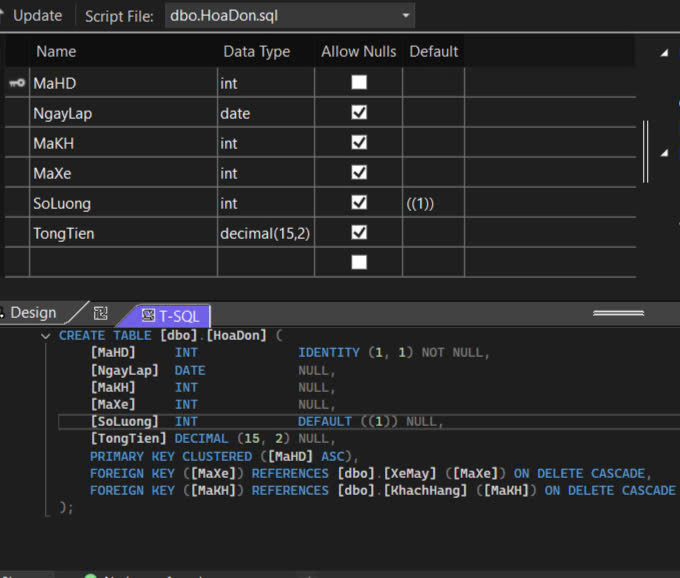 Update Script File: dbo.HoaDon.sql
Name Data Type Allow Nulls Default
MaHD int
NgayLap date
MaKH int
MaXe int
SoLuong int ((1))
TongTien decimal(15,2)
Design T-SQL
CREATE TABLE [dbo].[HoaDon] (
[MaHD] INT IDENTITY (1, 1) NOT NULL,
[NgayLap] DATE NULL,
[MaKH] INT NULL,
[MaXe] INT NULL,
[SoLuong] INT DEFAULT ((1)) NULL,
[TongTien] DECIMAL (15, 2) NULL,
PRIMARY KEY CLUSTERED ([MaHD] ASC),
FOREIGN KEY ([MaXe]) REFERENCES [dbo].[XeMay] ([MaXe]) ON DELETE CASCADE,
FOREIGN KEY ([MaKH]) REFERENCES [dbo].[KhachHang] ([MaKH]) ON DELETE CASCADE
);